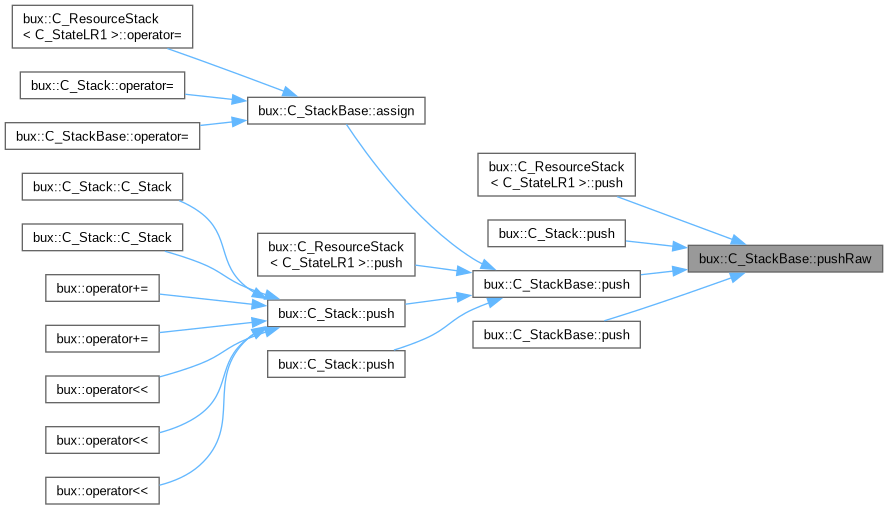 bux::C_ResourceStack
< C_StateLR1 >::operator=
bux::C_Stack::operator=
bux::C_StackBase::operator=
bux::C_Stack::C_Stack
bux::C_Stack::C_Stack
bux::operator+=
bux::operator+=
bux::operator<<
bux::operator<<
bux::operator<<
bux::C_StackBase::assign
bux::C_ResourceStack
< C_StateLR1 >::push
bux::C_Stack::push
bux::C_Stack::push
bux::C_ResourceStack
< C_StateLR1 >::push
bux::C_Stack::push
bux::C_StackBase::push
bux::C_StackBase::push
bux::C_StackBase::pushRaw